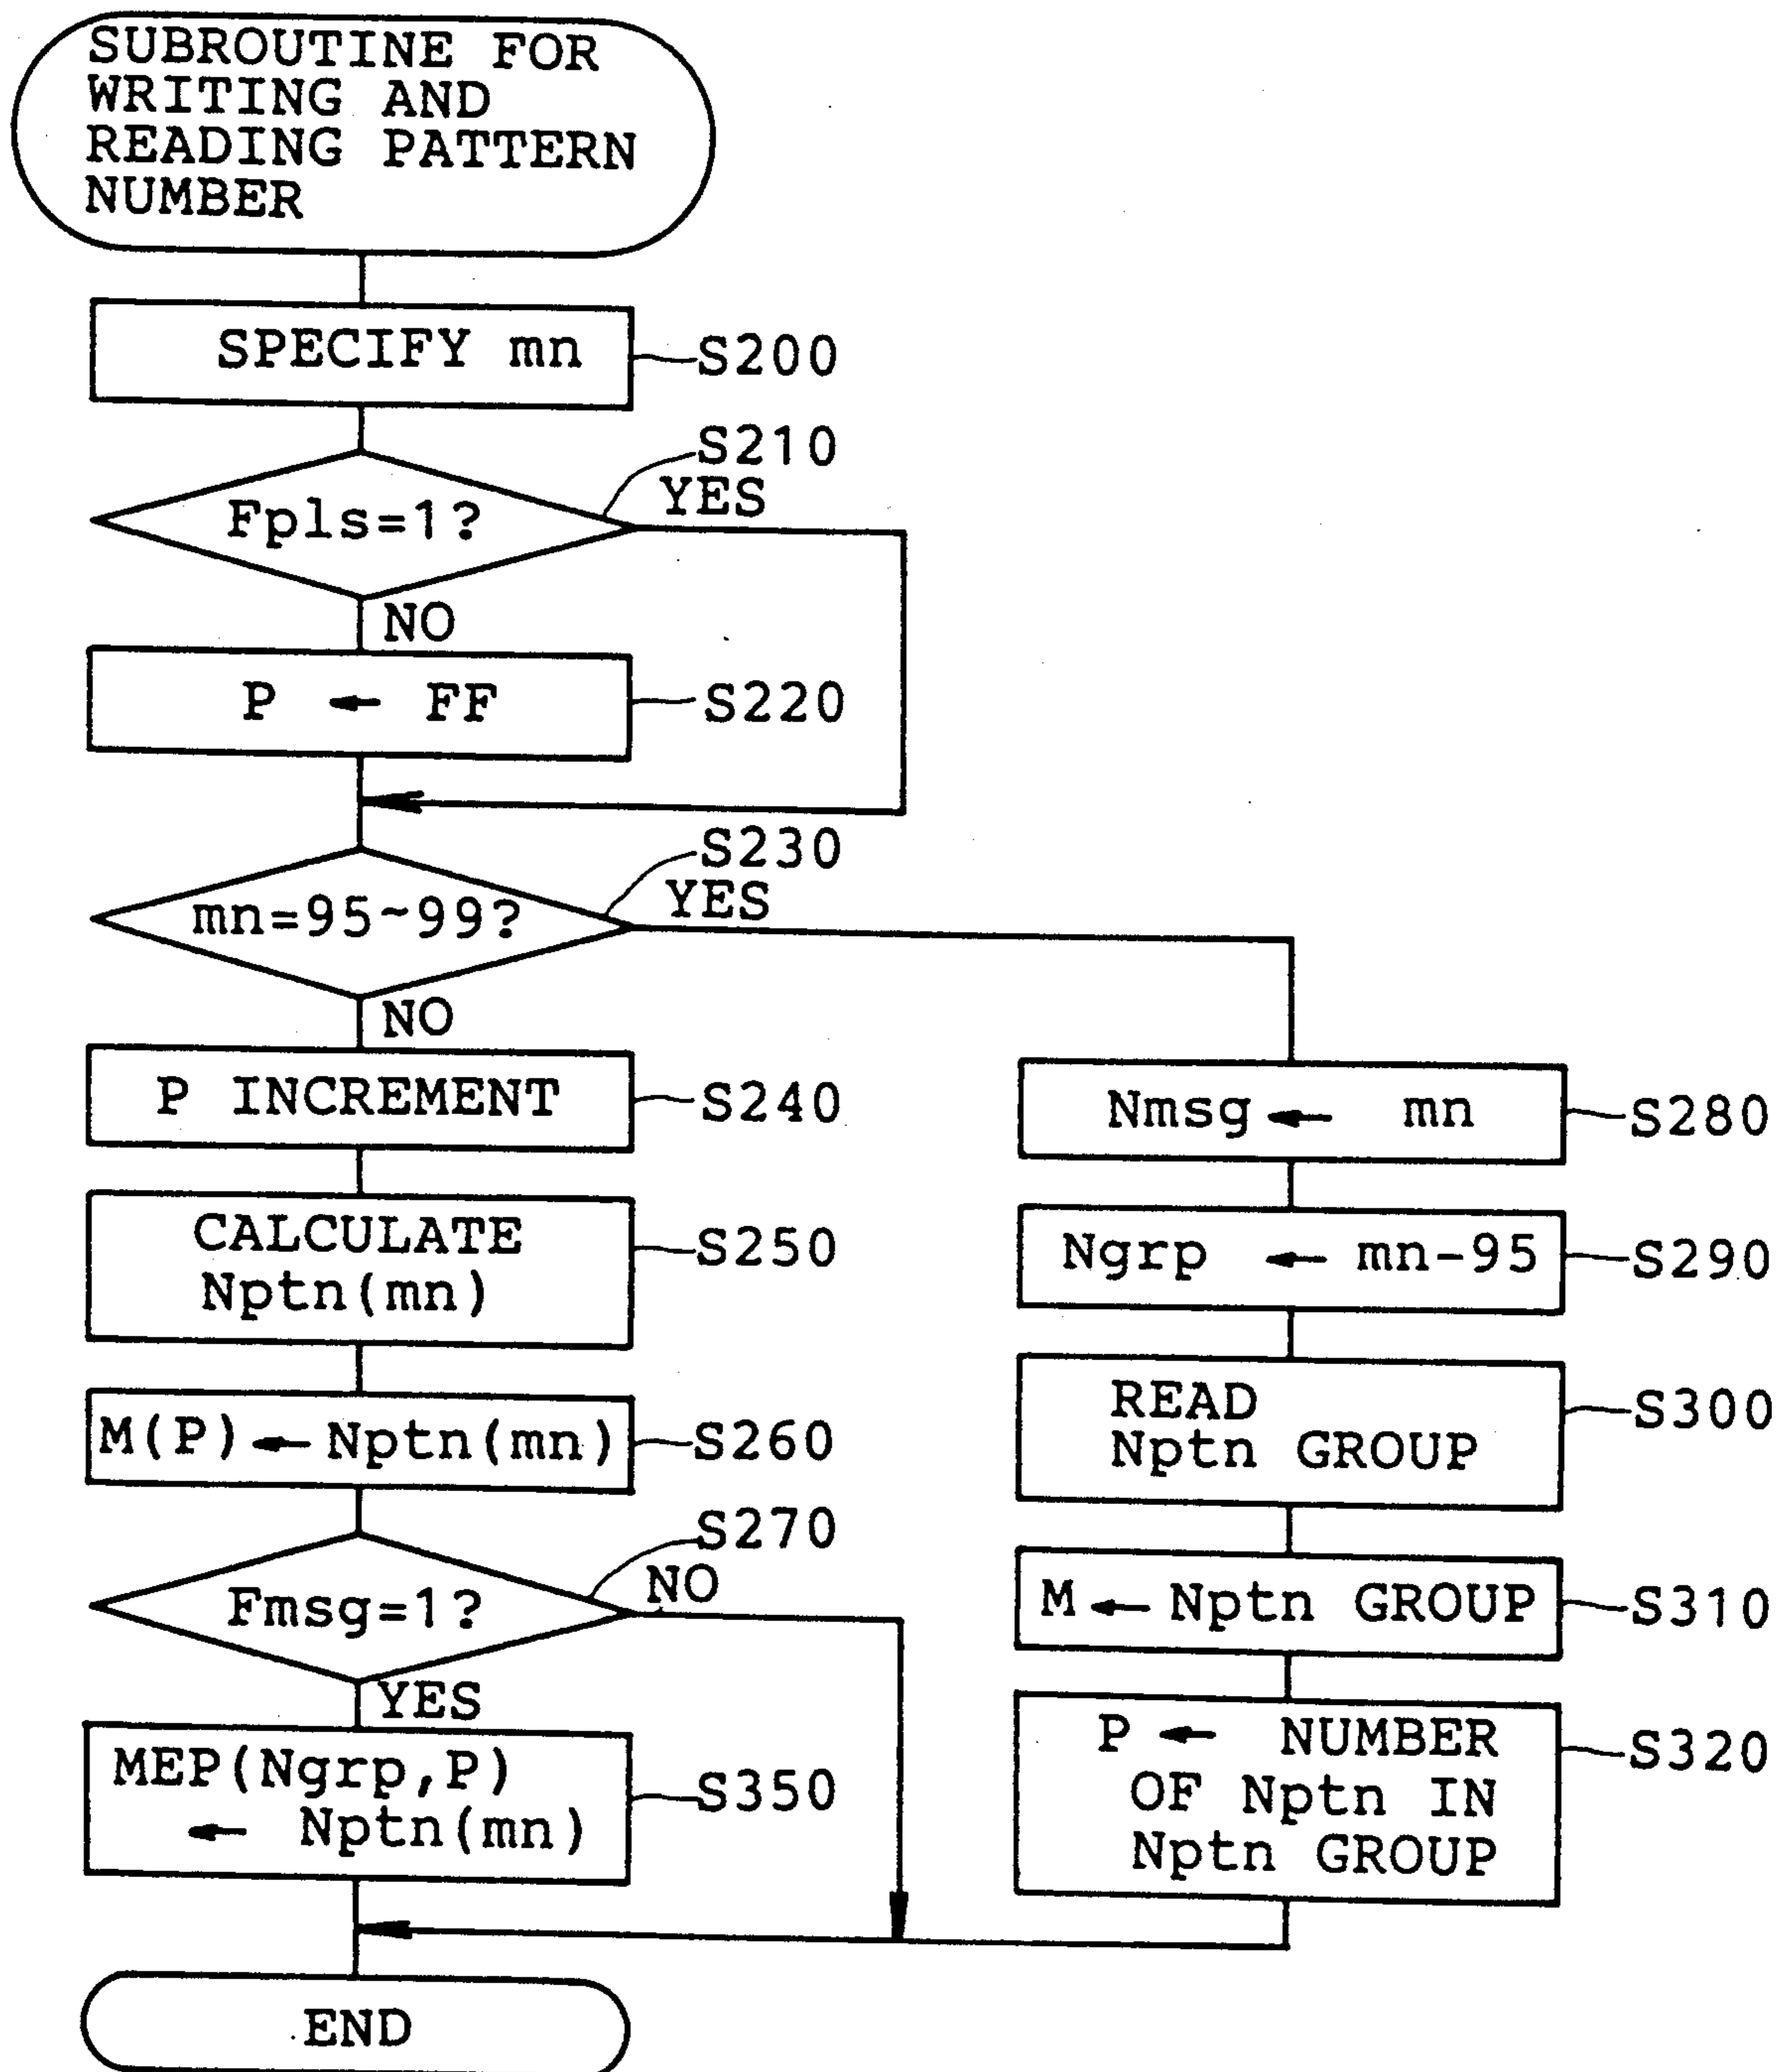 SUBROUTINE FOR
WRITING AND
READING PATTERN
NUMBER
SPECIFY mn
S200
S210
Fpls=1?
YES
NO
P ← FF
S220
S230
mn=95~99?
YES
NO
P INCREMENT
S240
CALCULATE
Nptn(mn)
S250
M(P) ← Nptn(mn)
S260
S270
Fmsg=1?
NO
YES
MEP(Ngrp,P)
← Nptn(mn)
S350
Nmsg ← mn
S280
Ngrp ← mn-95
S290
READ
Nptn GROUP
S300
M ← Nptn GROUP
S310
P ← NUMBER
OF Nptn IN
Nptn GROUP
S320
END